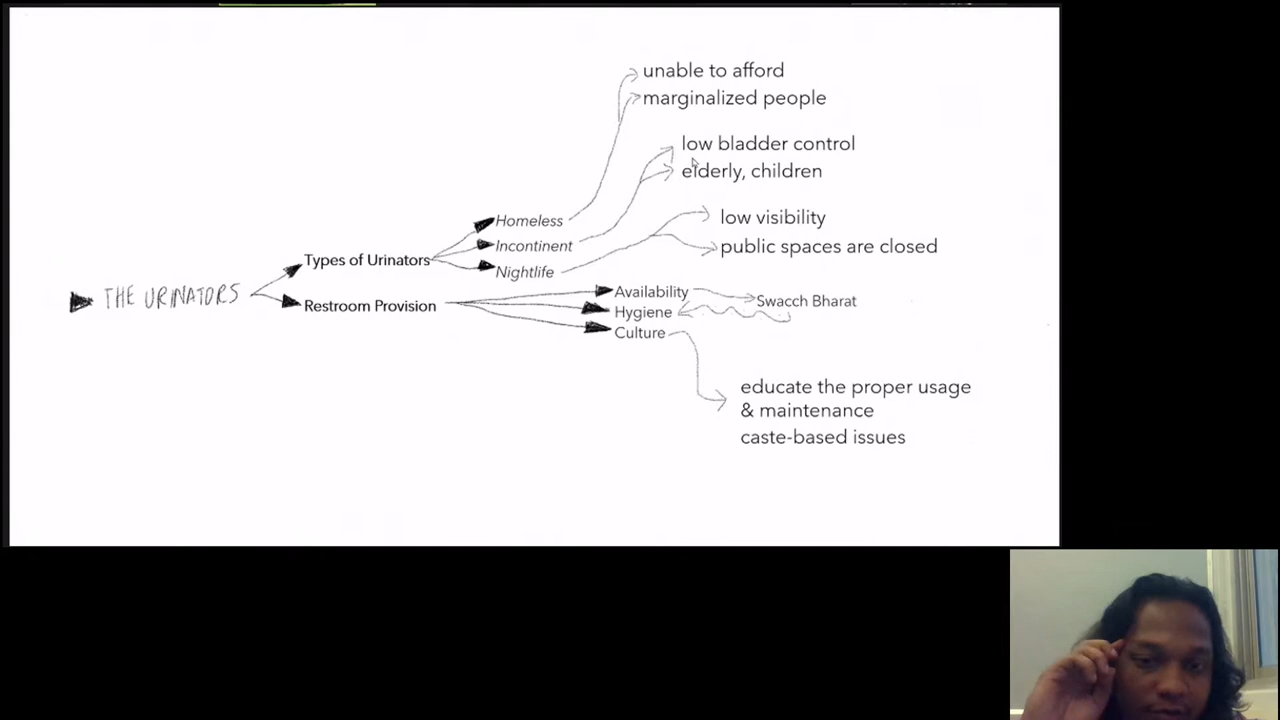 unable to afford
marginalized people
low bladder control
elderly, children
low visibility
public spaces are closed
Homeless
Incontinent
Nightlife
Types of Urinators
THE URINATORS
Restroom Provision
Availability
Hygiene
Culture
Swacch Bharat
educate the proper usage
& maintenance
caste-based issues